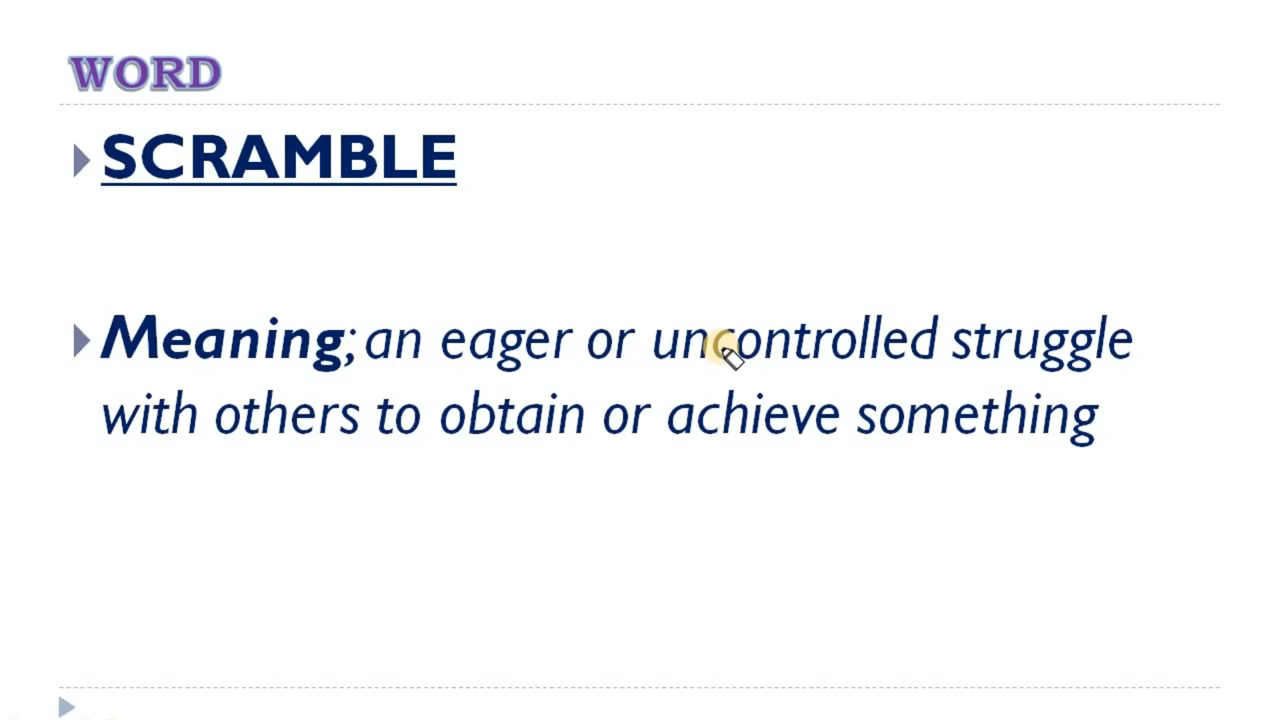 WORD
SCRAMBLE
Meaning; an eager or uncontrolled struggle
with others to obtain or achieve something